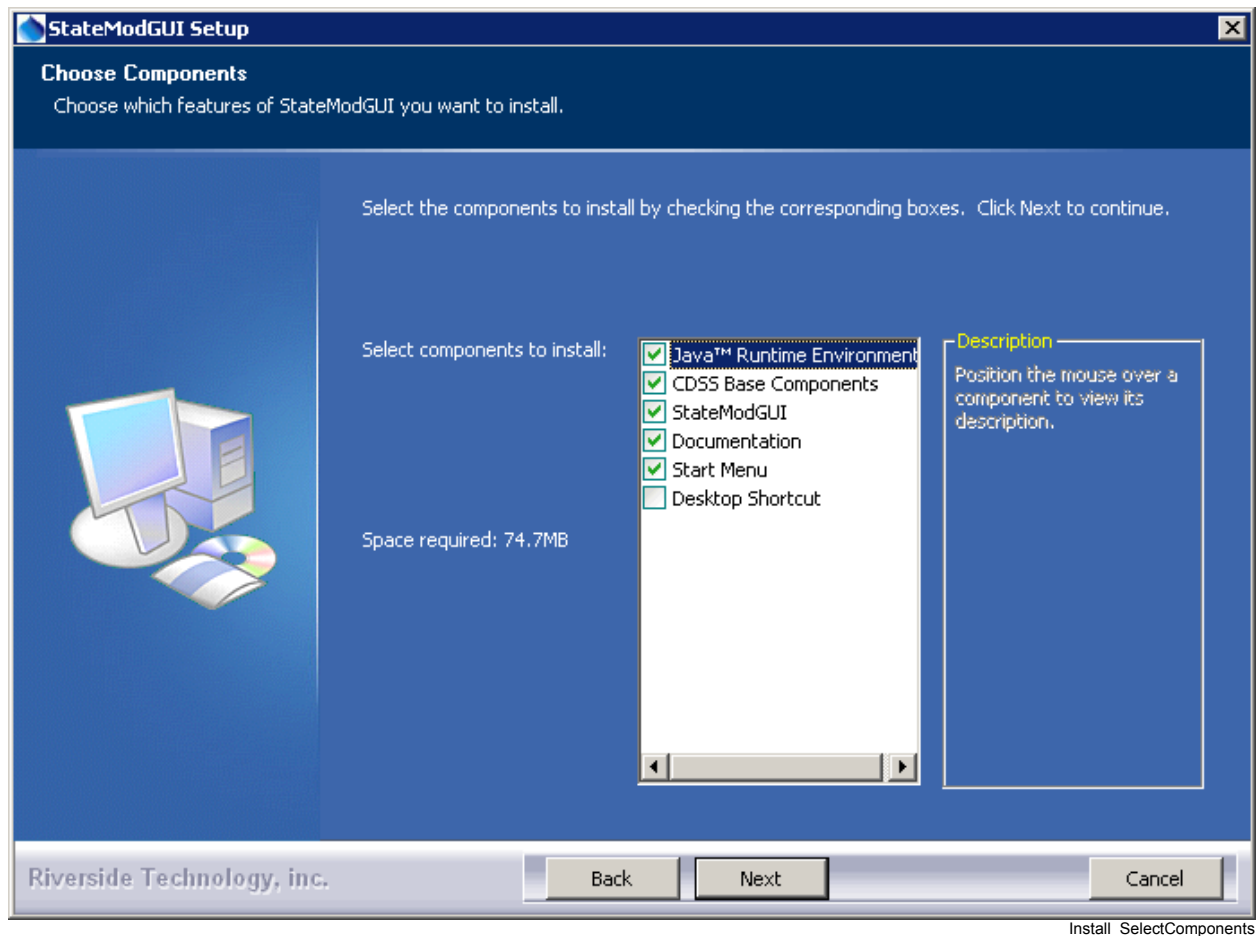 StateModGUI Setup
Choose Components
Choose which features of StateModGUI you want to install.
Select the components to install by checking the corresponding boxes. Click Next to continue.
Select components to install:
Java™ Runtime Environment
CDSS Base Components
StateModGUI
Documentation
Start Menu
Desktop Shortcut
Space required: 74.7MB
Description
Position the mouse over a
component to view its
description.
Riverside Technology, inc.
Back
Next
Cancel
Install_SelectComponents